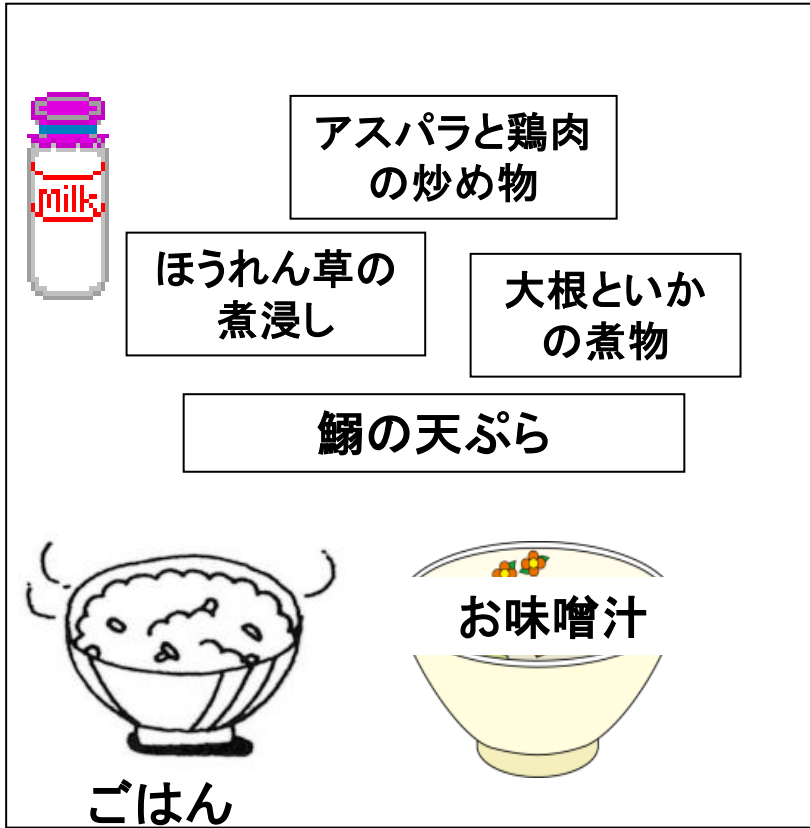 アスパラと鶏肉
の炒め物
Milk
ほうれん草の
煮浸し
大根といか
の煮物
鰯の天ぷら
お味噌汁
ごはん